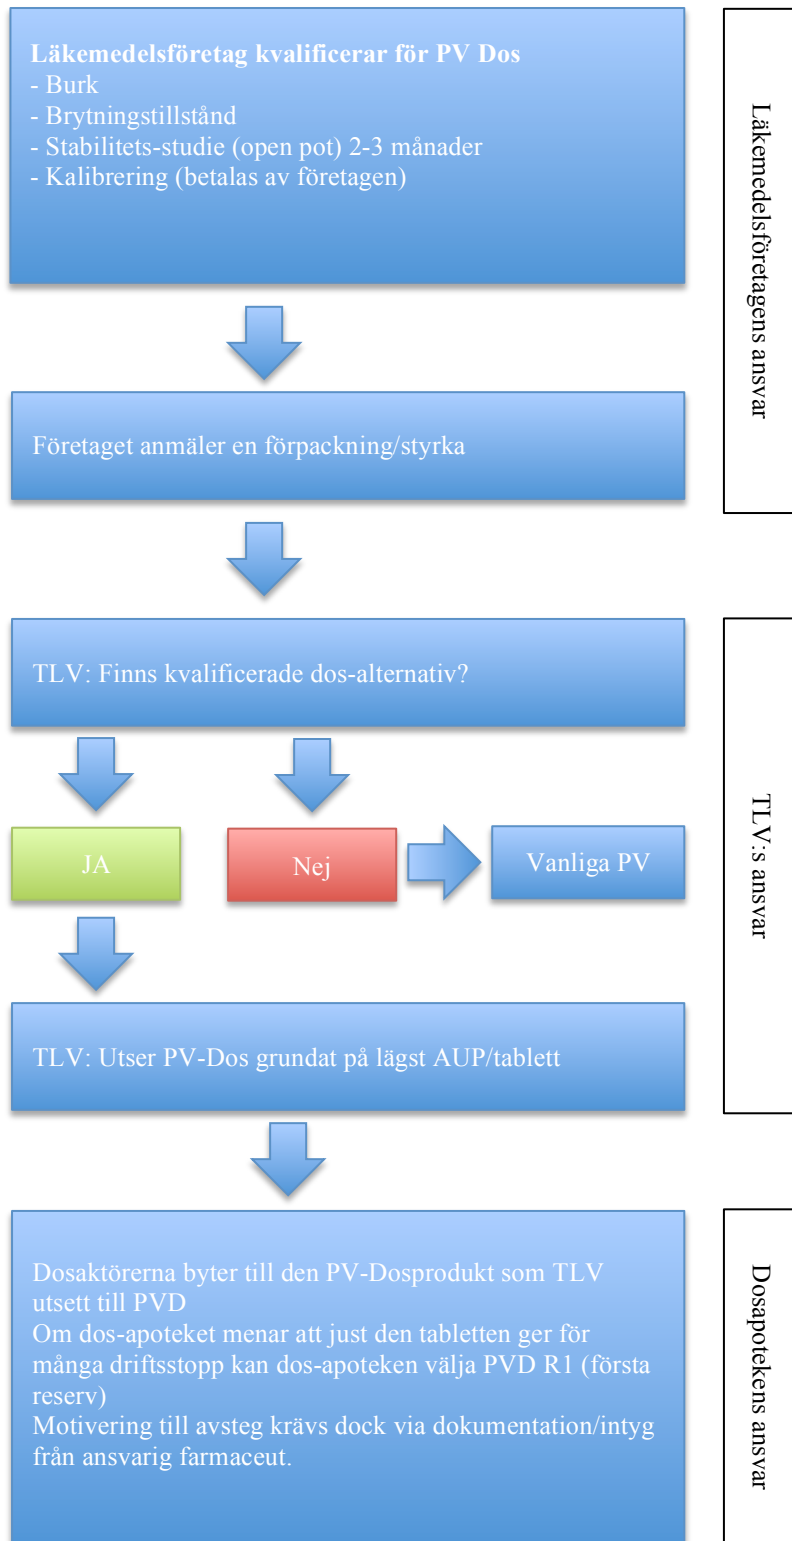 Läkemedelsföretag kvalificerar för PV Dos
- Burk
- Brytningstillstånd
- Stabilitets-studie (open pot) 2-3 månader
- Kalibrering (betalas av företagen)
Läkemedelsföretagens ansvar
Företaget anmäler en förpackning/styrka
TLV: Finns kvalificerade dos-alternativ?
TLV:s ansvar
JA
Nej
Vanliga PV
TLV: Utser PV-Dos grundat på lägst AUP/tablett
Dosaktörerna byter till den PV-Dosprodukt som TLV
utsett till PVD
Om dos-apoteket menar att just den tabletten ger för
många driftsstopp kan dos-apoteken välja PVD R1 (första
reserv)
Motivering till avsteg krävs dock via dokumentation/intyg
från ansvarig farmaceut.
Dosapotekens ansvar